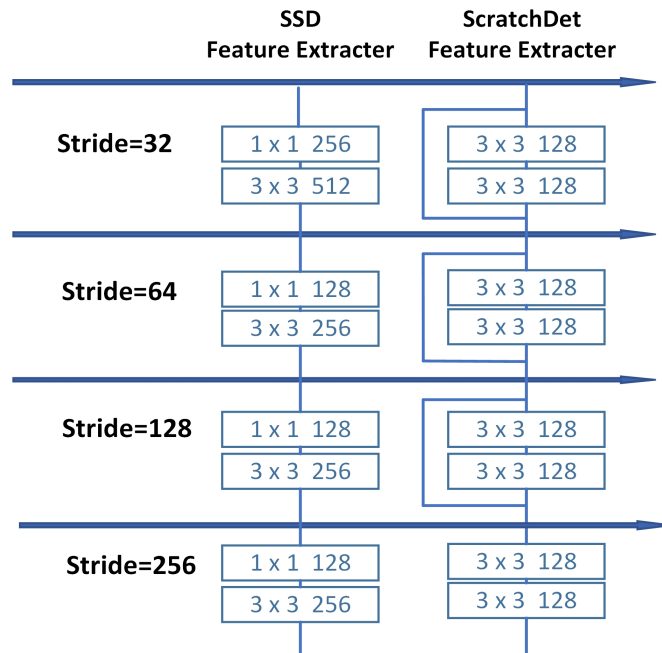 SSD
Feature Extracter
ScratchDet
Feature Extracter
Stride=32
1 x 1 256
3 x 3 512
3 x 3 128
3 x 3 128
Stride=64
1 x 1 128
3 x 3 256
3 x 3 128
3 x 3 128
Stride=128
1 x 1 128
3 x 3 256
3 x 3 128
3 x 3 128
Stride=256
1 x 1 128
3 x 3 256
3 x 3 128
3 x 3 128